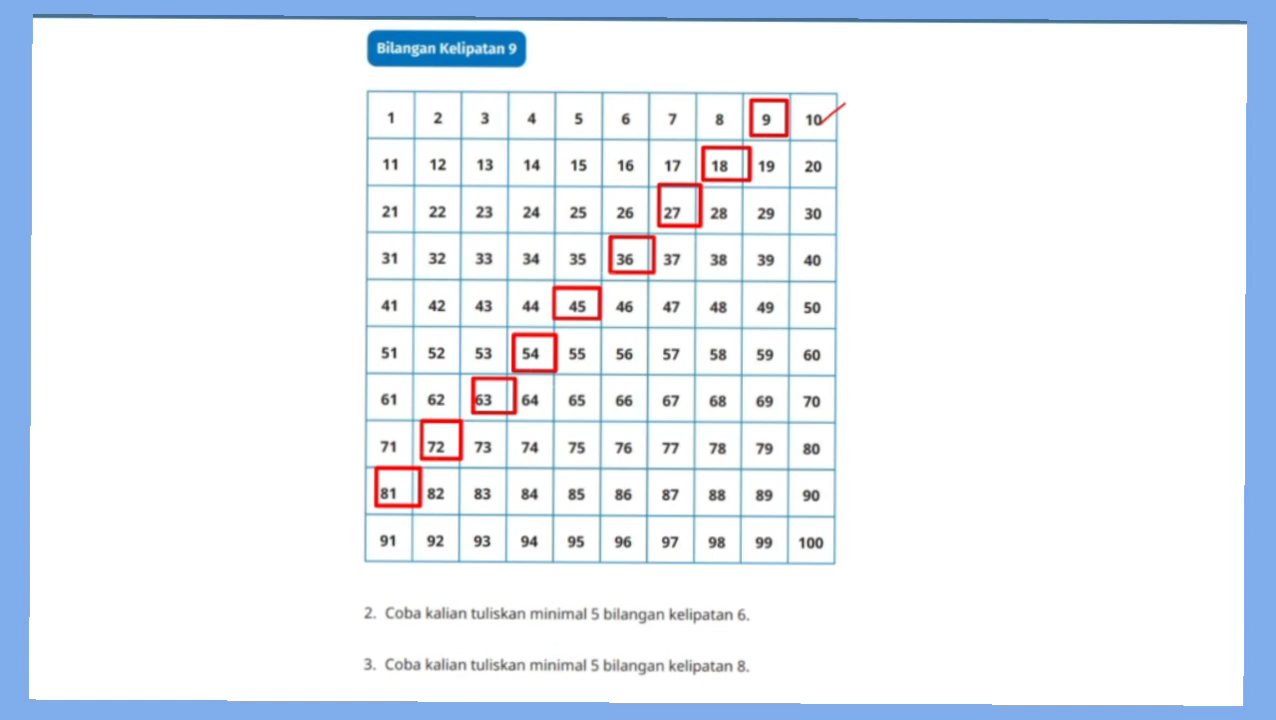 Bilangan Kelipatan 9
1 2 3 4 5 6 7 8 9 10
11 12 13 14 15 16 17 18 19 20
21 22 23 24 25 26 27 28 29 30
31 32 33 34 35 36 37 38 39 40
41 42 43 44 45 46 47 48 49 50
51 52 53 54 55 56 57 58 59 60
61 62 63 64 65 66 67 68 69 70
71 72 73 74 75 76 77 78 79 80
81 82 83 84 85 86 87 88 89 90
91 92 93 94 95 96 97 98 99 100
2. Coba kalian tuliskan minimal 5 bilangan kelipatan 6.
3. Coba kalian tuliskan minimal 5 bilangan kelipatan 8.